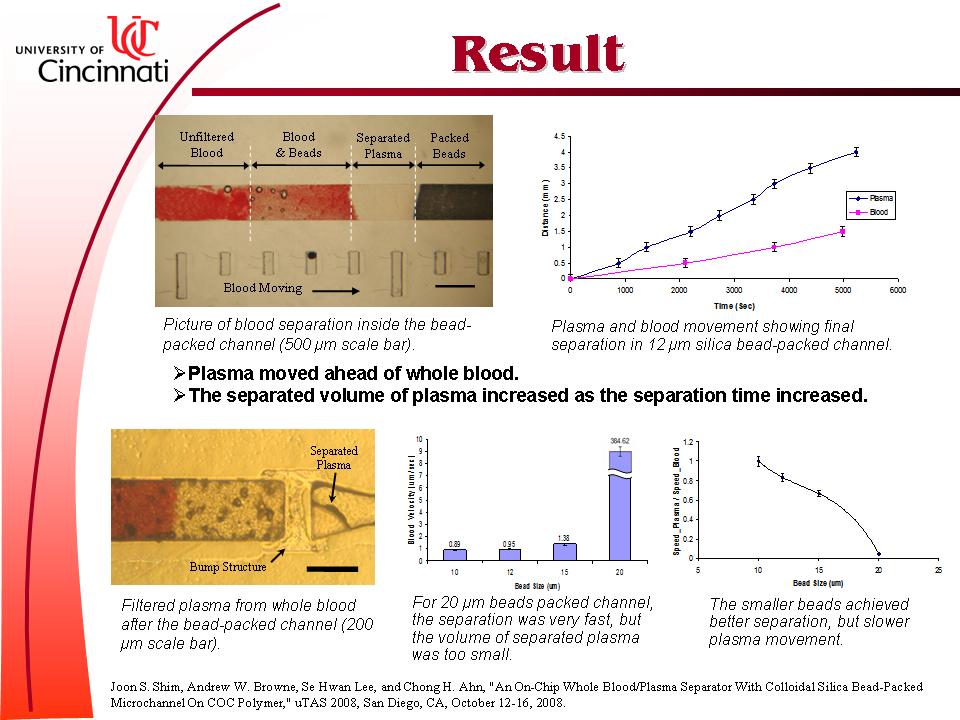 UNIVERSITY OF
UC
Cincinnati
Result
Unfiltered
Blood
Blood
& Beads
Separated
Plasma
Packed
Beads
Blood Moving
Picture of blood separation inside the bead-
packed channel (500 µm scale bar).
4.5
4
3.5
3
2.5
2
1.5
1
0.5
0
Distance (mm)
0 1000 2000 3000 4000 5000 6000
Time (Sec)
Plasma
Blood
Plasma and blood movement showing final
separation in 12 µm silica bead-packed channel.
➢Plasma moved ahead of whole blood.
➢The separated volume of plasma increased as the separation time increased.
Separated
Plasma
Bump Structure
Filtered plasma from whole blood
after the bead-packed channel (200
µm scale bar).
10
9
8
7
6
5
4
3
2
1
0
Blood Velocity (um/sec)
0.89 0.95 1.38 384.62
10 12 15 20
Bead Size (um)
For 20 µm beads packed channel,
the separation was very fast, but
the volume of separated plasma
was too small.
1.2
1
0.8
0.6
0.4
0.2
0
Speed_Plasma / Speed_Blood
5 10 15 20 25
Bead Size (um)
The smaller beads achieved
better separation, but slower
plasma movement.
Joon S. Shim, Andrew W. Browne, Se Hwan Lee, and Chong H. Ahn, "An On-Chip Whole Blood/Plasma Separator With Colloidal Silica Bead-Packed
Microchannel On COC Polymer," uTAS 2008, San Diego, CA, October 12-16, 2008.